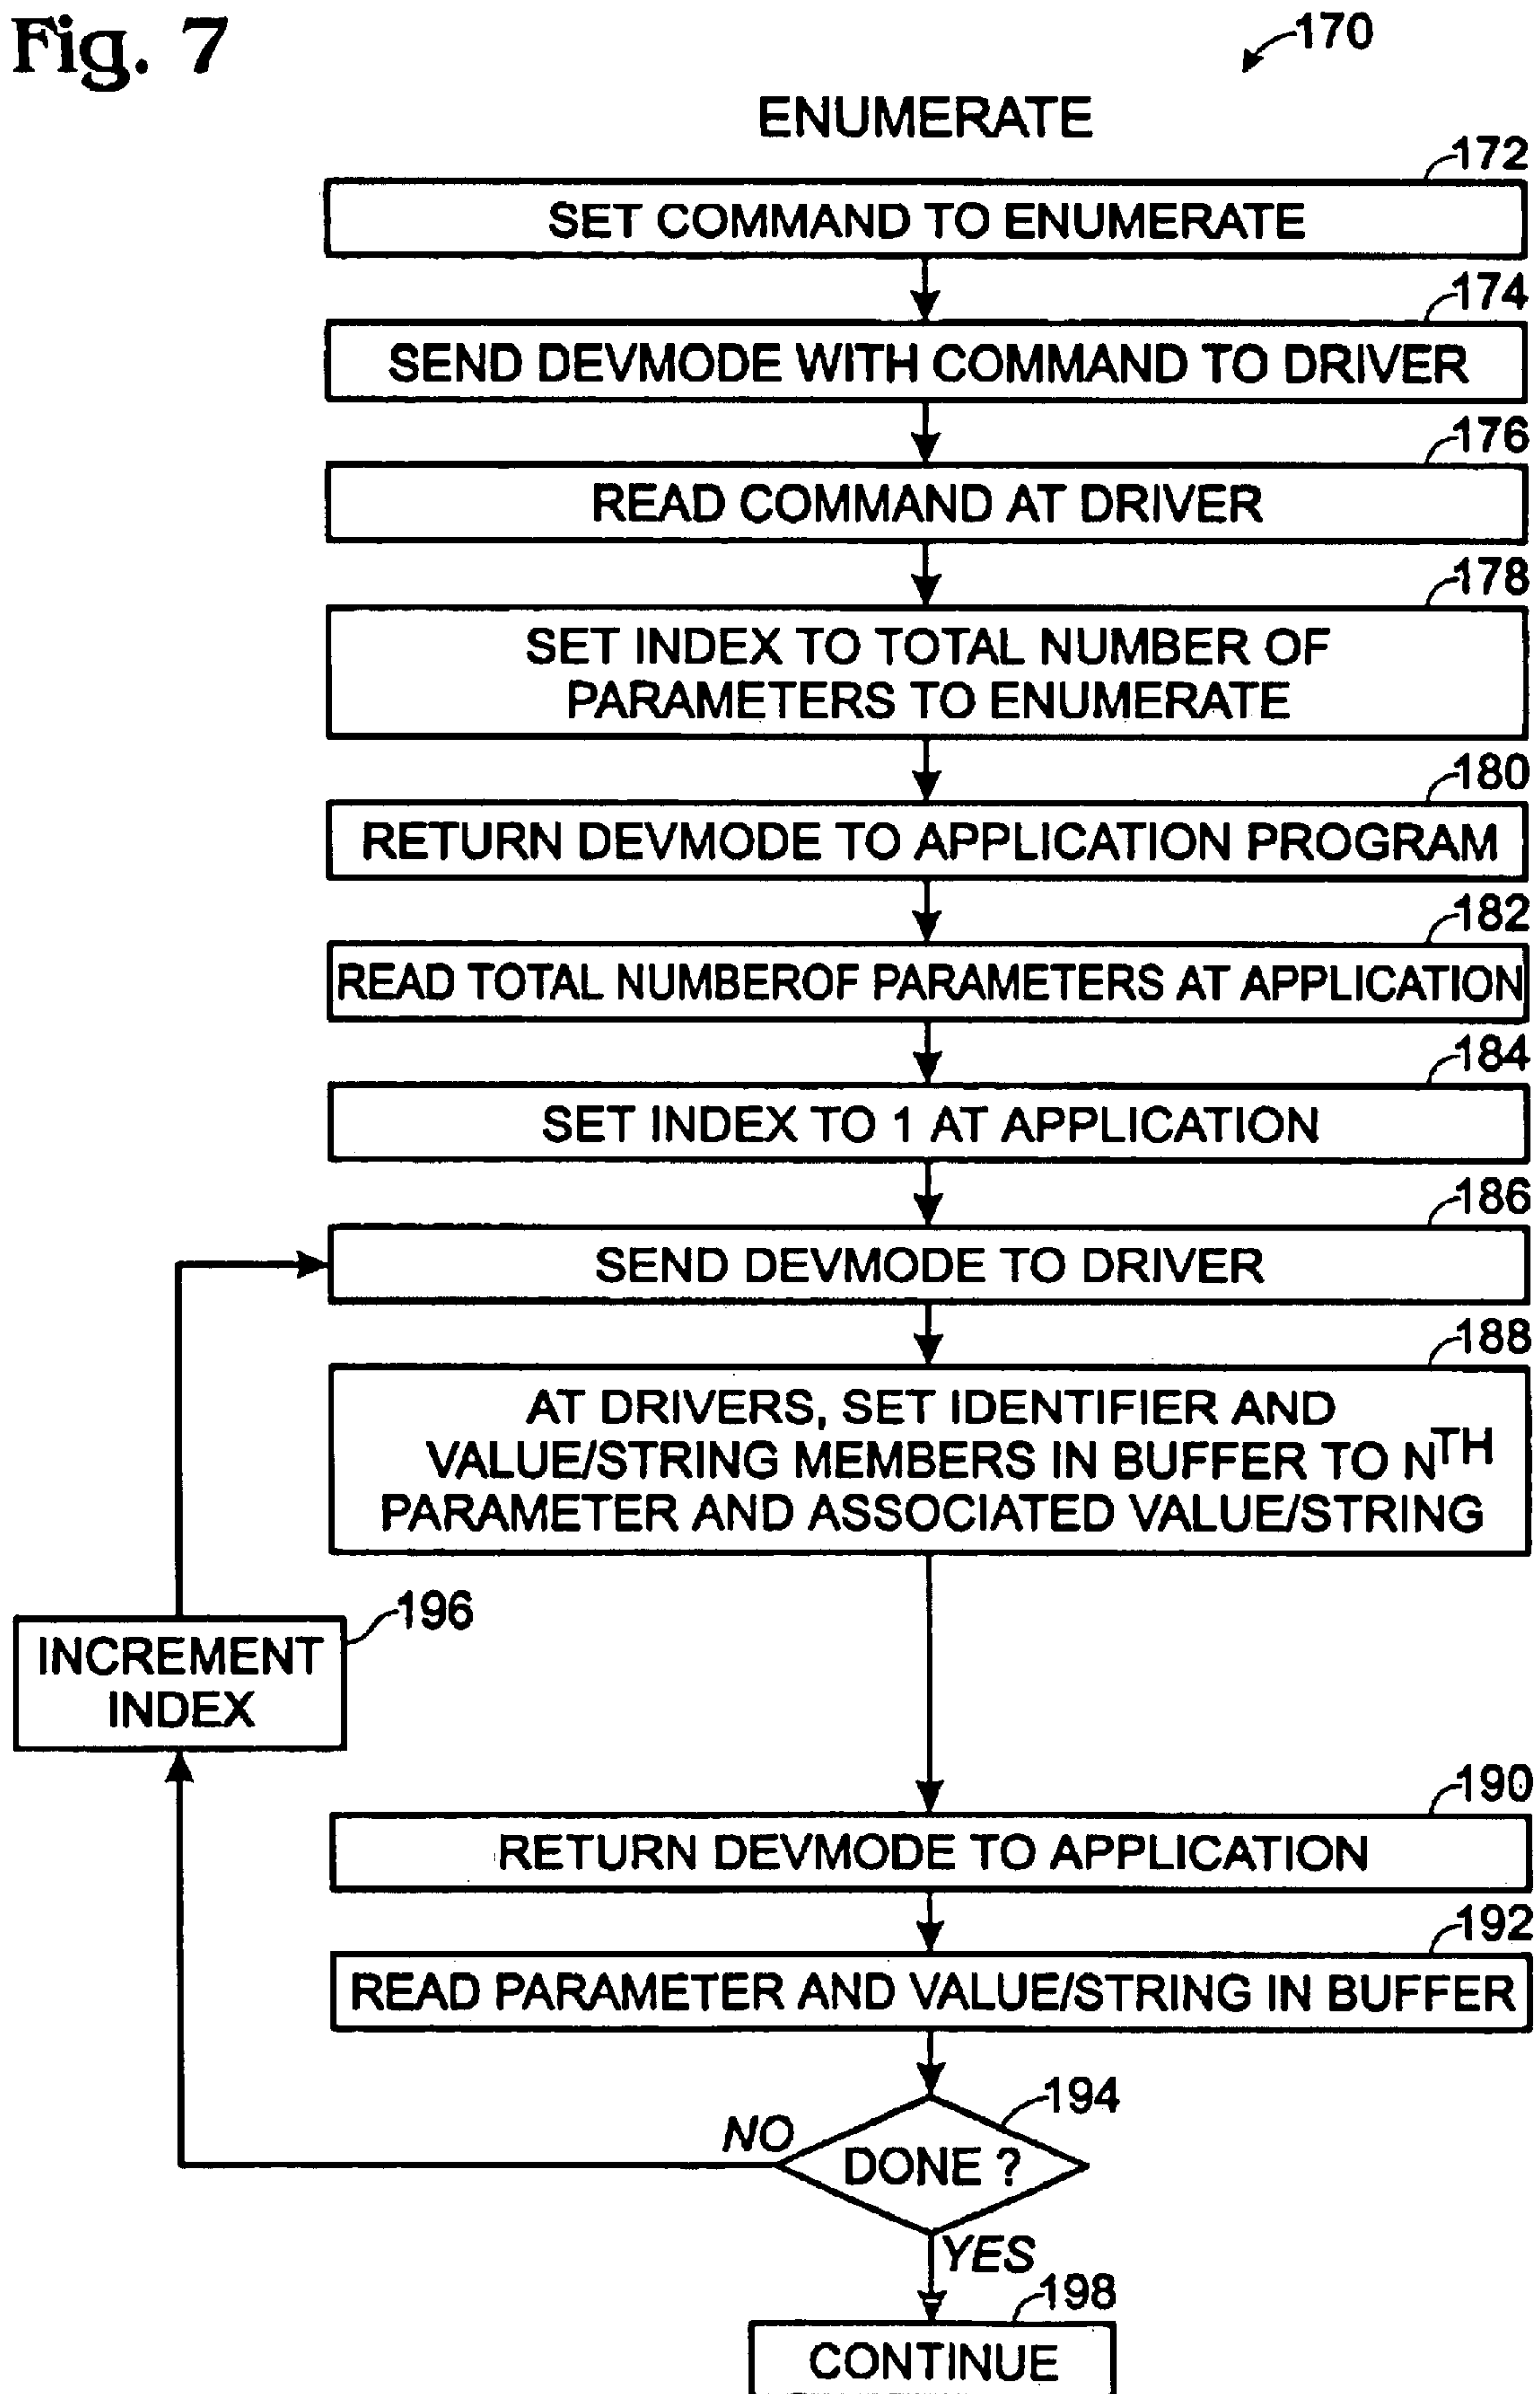 Fig. 7
170
ENUMERATE
172
SET COMMAND TO ENUMERATE
174
SEND DEVMODE WITH COMMAND TO DRIVER
176
READ COMMAND AT DRIVER
178
SET INDEX TO TOTAL NUMBER OF
PARAMETERS TO ENUMERATE
180
RETURN DEVMODE TO APPLICATION PROGRAM
182
READ TOTAL NUMBEROF PARAMETERS AT APPLICATION
184
SET INDEX TO 1 AT APPLICATION
186
SEND DEVMODE TO DRIVER
188
AT DRIVERS, SET IDENTIFIER AND
VALUE/STRING MEMBERS IN BUFFER TO NTH
PARAMETER AND ASSOCIATED VALUE/STRING
196
INCREMENT
INDEX
190
RETURN DEVMODE TO APPLICATION
192
READ PARAMETER AND VALUE/STRING IN BUFFER
194
NO
DONE ?
YES
198
CONTINUE